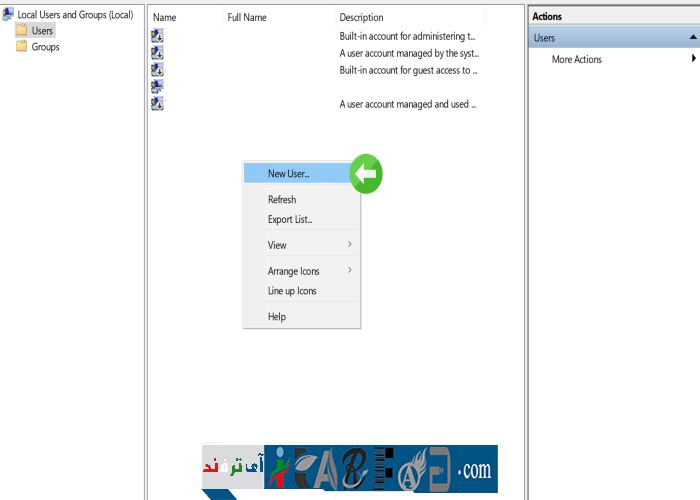 Local Users and Groups (Local)
Users
Groups
Name Full Name Description
Built-in account for administering t...
A user account managed by the syst...
Built-in account for guest access to ...
A user account managed and used ...
New User...
Refresh
Export List...
View
Arrange Icons
Line up Icons
Help
Actions
Users
More Actions
آی ترفند
.com